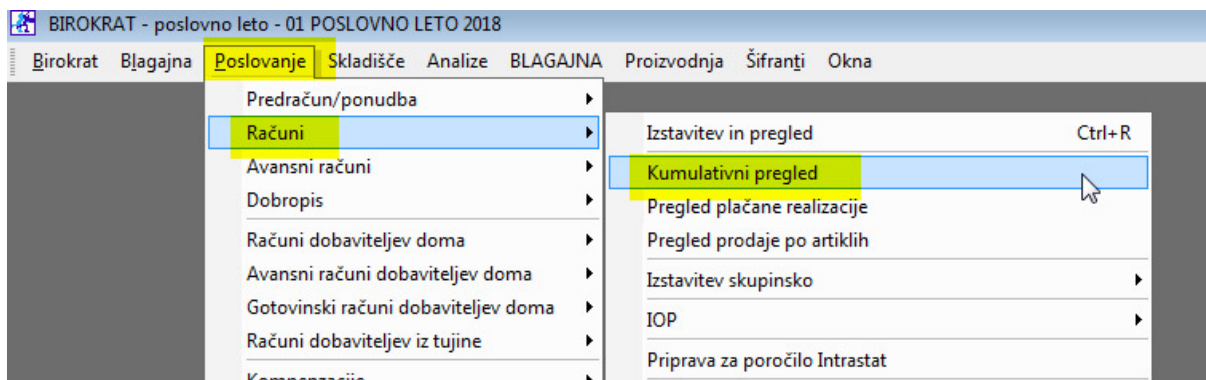 BIROKRAT - poslovno leto - 01 POSLOVNO LETO 2018
Birokrat Blagajna Poslovanje Skladišče Analize BLAGAJNA Proizvodnja Šifranti Okna
Predračun/ponudba
Računi
Avansni računi
Dobropis
Računi dobaviteljev doma
Avansni računi dobaviteljev doma
Gotovinski računi dobaviteljev doma
Računi dobaviteljev iz tujine
Kompenzacije
Izstavitev in pregled Ctrl+R
Kumulativni pregled
Pregled plačane realizacije
Pregled prodaje po artiklih
Izstavitev skupinsko
IOP
Priprava za poročilo Intrastat